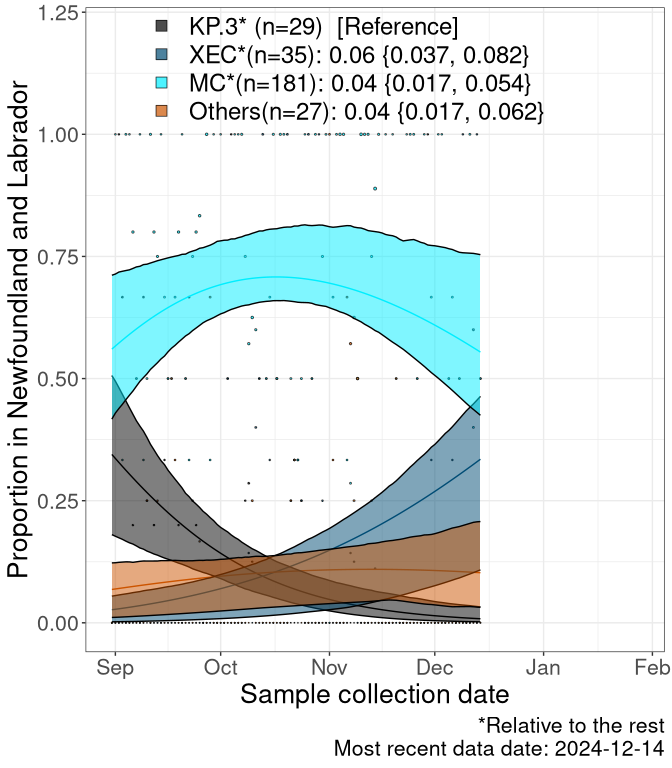 KP.3* (n=29)  [Reference]
XEC*(n=35): 0.06 {0.037, 0.082}
MC*(n=181): 0.04 {0.017, 0.054}
Others(n=27): 0.04 {0.017, 0.062}
Proportion in Newfoundland and Labrador
1.25
1.00
0.75
0.50
0.25
0.00
Sep Oct Nov Dec Jan Feb
Sample collection date
*Relative to the rest
Most recent data date: 2024-12-14